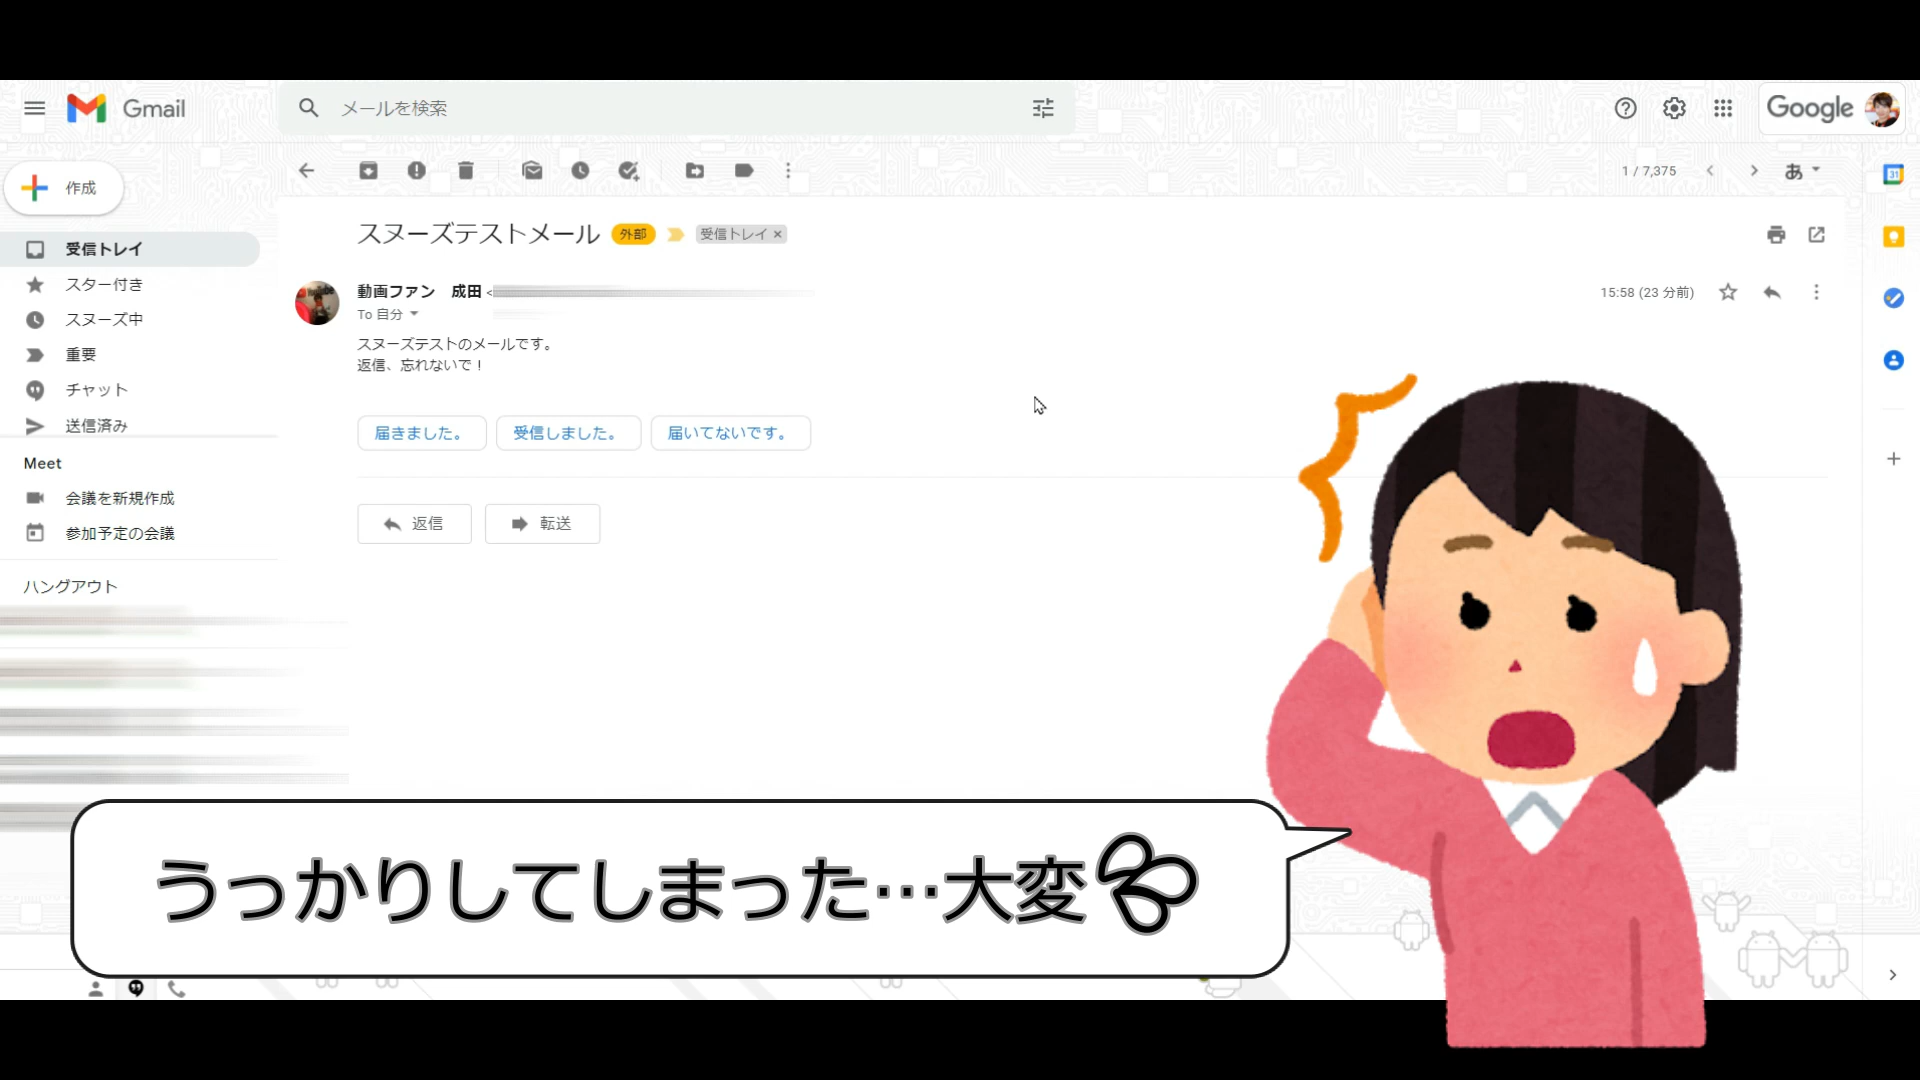 Gmail
メールを検索
Google
作成
1 / 7,375
あ
受信トレイ
スター付き
スヌーズ中
重要
チャット
送信済み
Meet
会議を新規作成
参加予定の会議
ハングアウト
スヌーズテストメール 外部 受信トレイ ×
動画ファン 成田 <
15:58 (23 分前)
To 自分
スヌーズテストのメールです。
返信、忘れないで！
届きました。 受信しました。 届いてないです。
返信 転送
31
うっかりしてしまった…大変